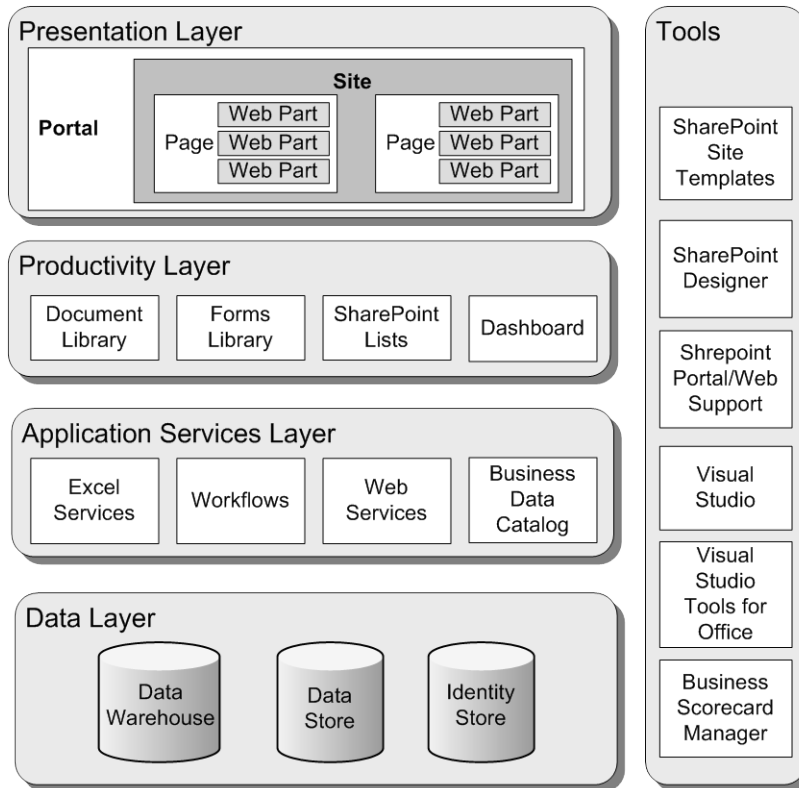 Presentation Layer
Portal
Site
Page
Web Part
Web Part
Web Part
Page
Web Part
Web Part
Web Part
Productivity Layer
Document
Library
Forms
Library
SharePoint
Lists
Dashboard
Application Services Layer
Excel
Services
Workflows
Web
Services
Business
Data
Catalog
Data Layer
Data
Warehouse
Data
Store
Identity
Store
Tools
SharePoint
Site
Templates
SharePoint
Designer
Shrepoint
Portal/Web
Support
Visual
Studio
Visual
Studio
Tools for
Office
Business
Scorecard
Manager